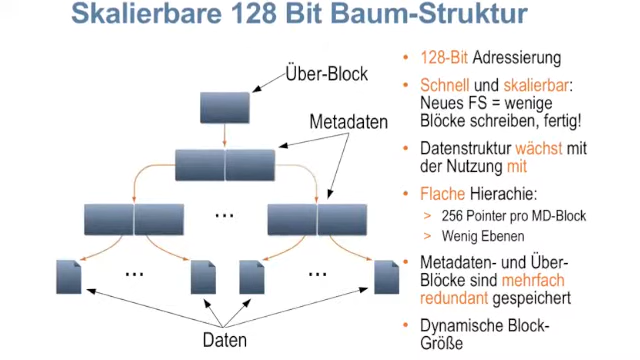 Skalierbare 128 Bit Baum-Struktur
Über-Block
Metadaten
...
...
...
Daten
• 128-Bit Adressierung
• Schnell und skalierbar:
Neues FS = wenige
Blöcke schreiben, fertig!
• Datenstruktur wächst mit
der Nutzung mit
• Flache Hierachie:
> 256 Pointer pro MD-Block
> Wenig Ebenen
• Metadaten- und Über-
Blöcke sind mehrfach
redundant gespeichert
• Dynamische Block-
Größe